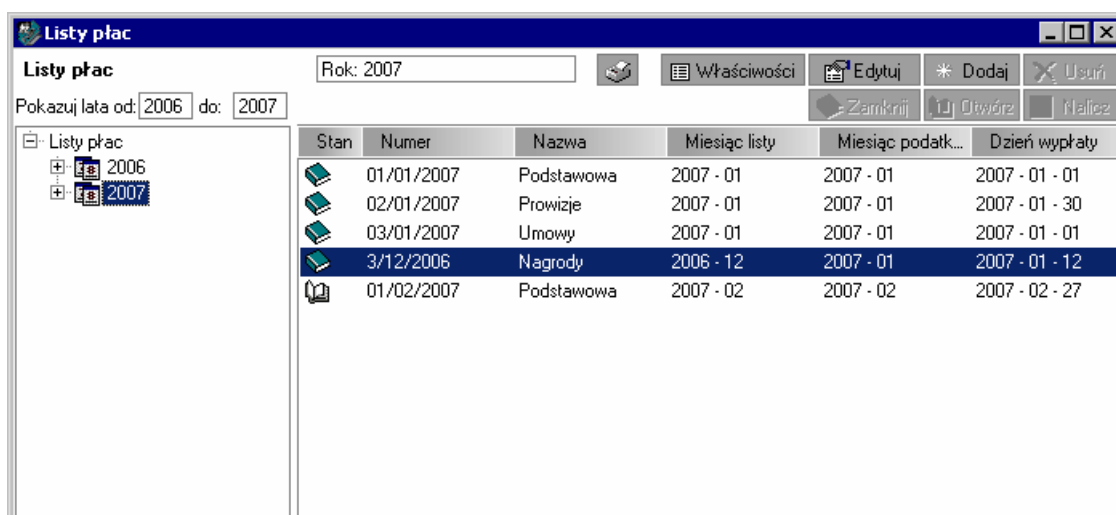 Listy płac
Listy płac Rok: 2007 Właściwości Edytuj Dodaj Usuń
Pokazuj lata od: 2006 do: 2007 Zamknij Otwórz Nalicz
Listy płac
2006
2007
Stan Numer Nazwa Miesiąc listy Miesiąc podatk... Dzień wypłaty
01/01/2007 Podstawowa 2007 - 01 2007 - 01 2007 - 01 - 01
02/01/2007 Prowizje 2007 - 01 2007 - 01 2007 - 01 - 30
03/01/2007 Umowy 2007 - 01 2007 - 01 2007 - 01 - 01
3/12/2006 Nagrody 2006 - 12 2007 - 01 2007 - 01 - 12
01/02/2007 Podstawowa 2007 - 02 2007 - 02 2007 - 02 - 27